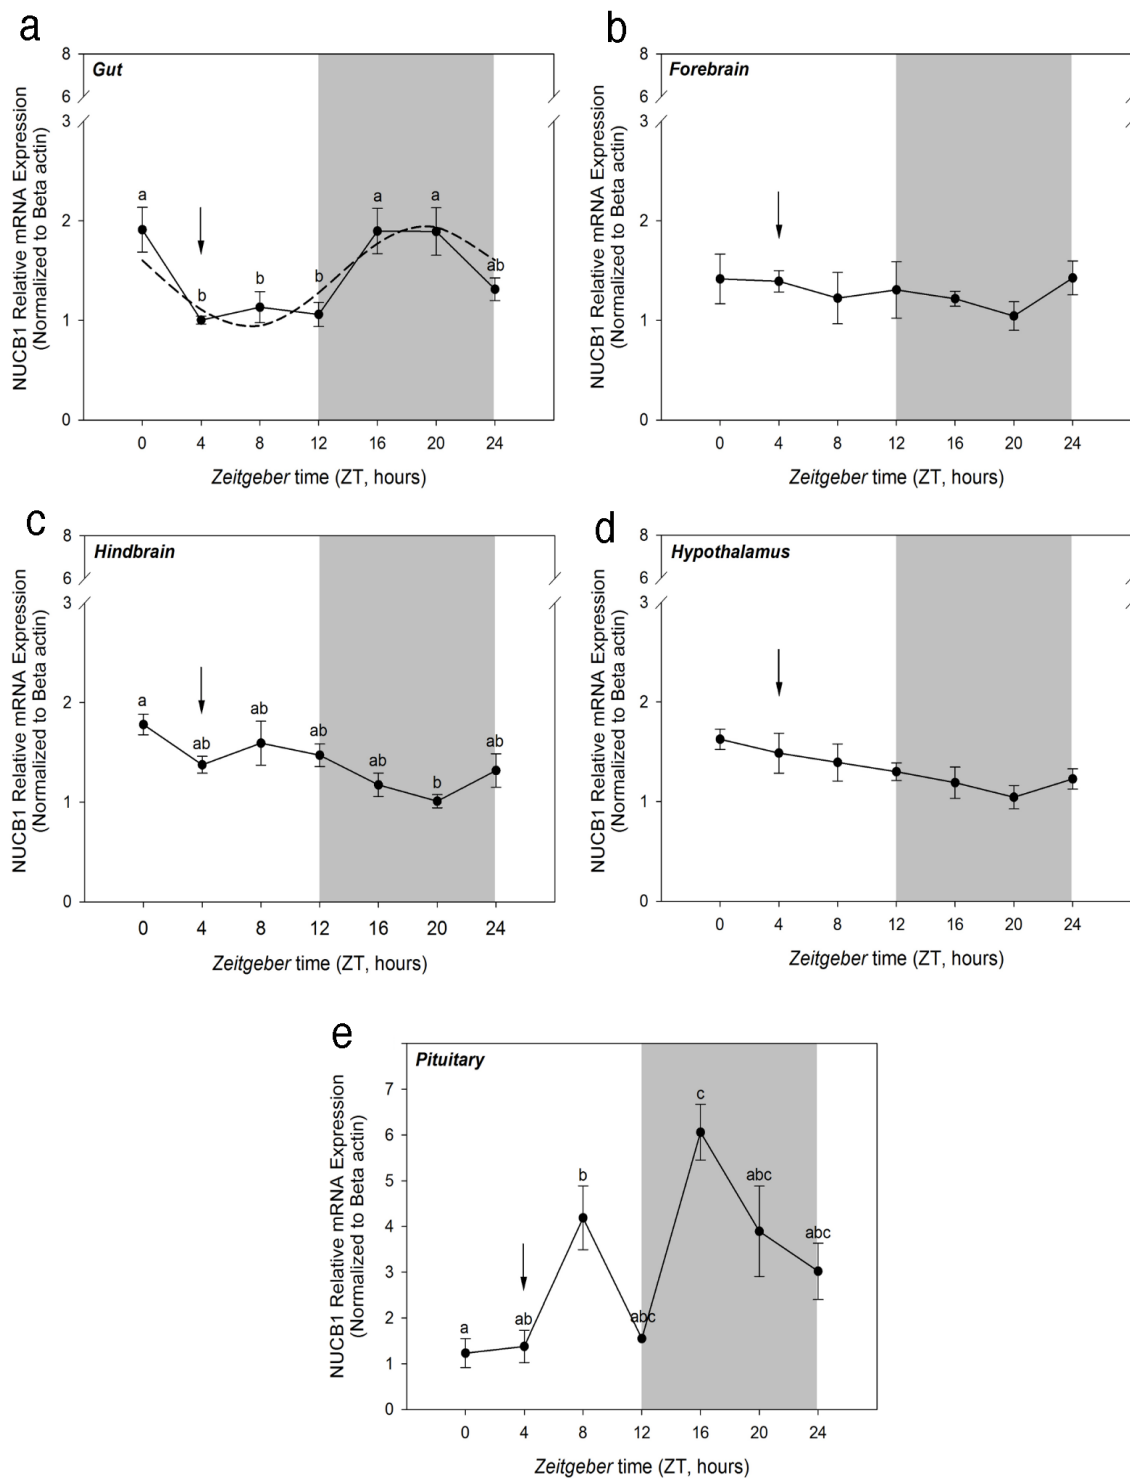 a
Gut
NUCB1 Relative mRNA Expression
(Normalized to Beta actin)
8
6
3
2
1
0
a
b
b
b
a
a
ab
0 4 8 12 16 20 24
Zeitgeber time (ZT, hours)
b
Forebrain
NUCB1 Relative mRNA Expression
(Normalized to Beta actin)
8
6
3
2
1
0
0 4 8 12 16 20 24
Zeitgeber time (ZT, hours)
c
Hindbrain
NUCB1 Relative mRNA Expression
(Normalized to Beta actin)
8
6
3
2
1
0
a
ab
ab
ab
ab
b
ab
0 4 8 12 16 20 24
Zeitgeber time (ZT, hours)
d
Hypothalamus
NUCB1 Relative mRNA Expression
(Normalized to Beta actin)
8
6
3
2
1
0
0 4 8 12 16 20 24
Zeitgeber time (ZT, hours)
e
Pituitary
NUCB1 Relative mRNA Expression
(Normalized to Beta actin)
7
6
5
4
3
2
1
0
a
ab
b
abc
c
abc
abc
0 4 8 12 16 20 24
Zeitgeber time (ZT, hours)